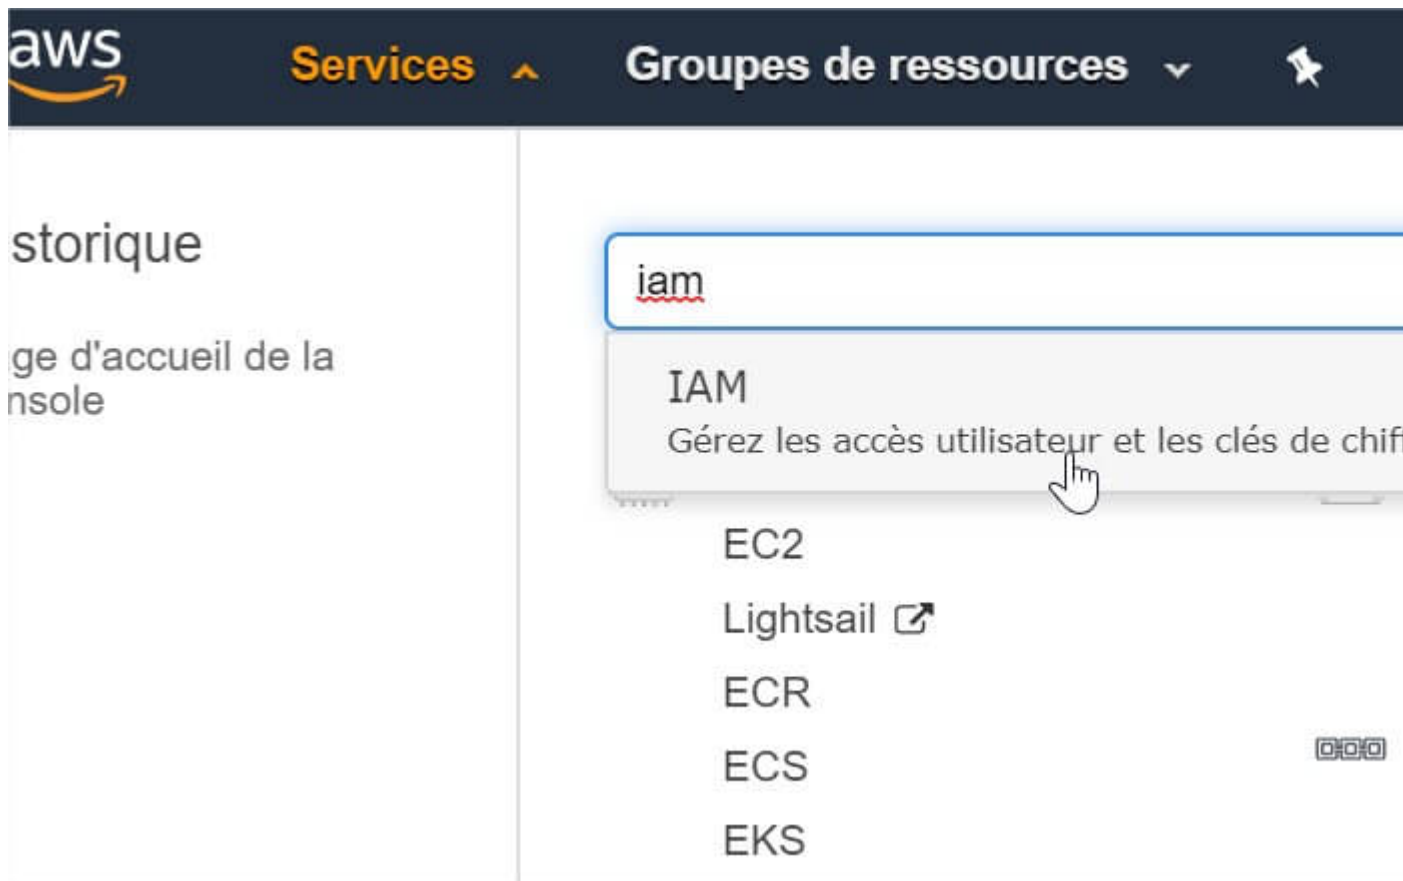 aws Services Groupes de ressources
storique
iam
ge d'accueil de la
nsole
IAM
Gérez les accès utilisateur et les clés de chif
EC2
Lightsail
ECR
ECS
EKS